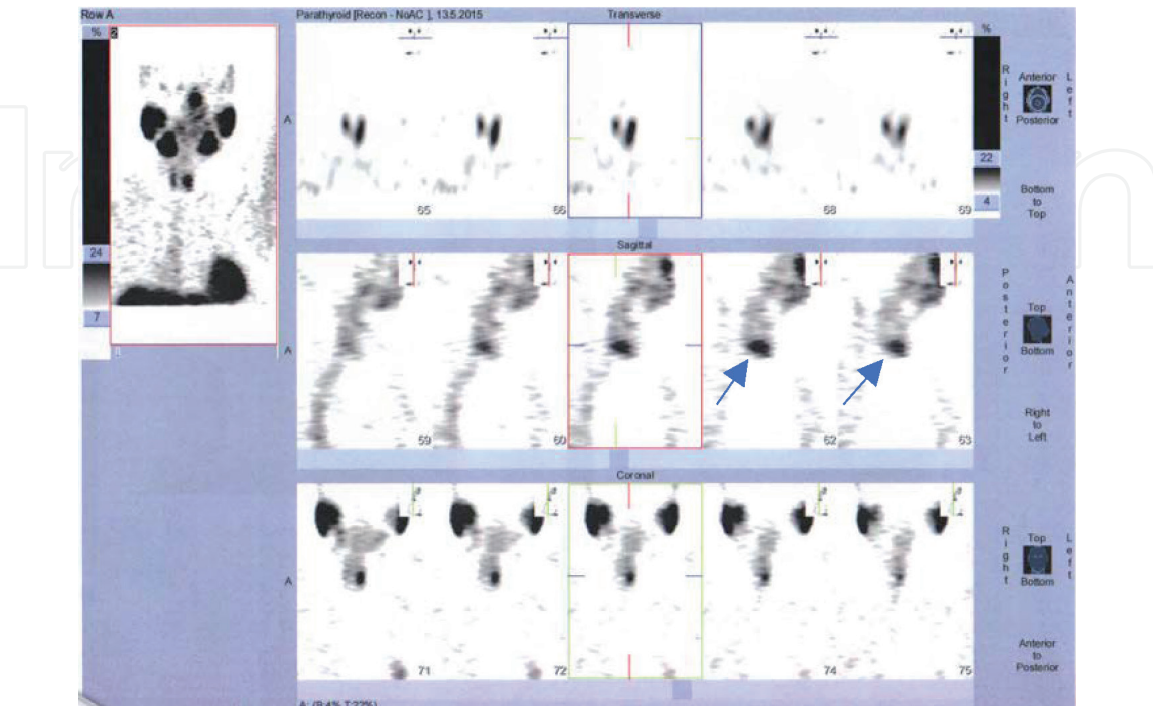 Row A
Parathyroid [Recon - NoAC ], 13.5.2015
Transverse
%
2
%
Right
Anterior
Left
Posterior
A
22
4
24
7
Bottom
to
Top
65
66
68
69
Sagittal
Posterior
Anterior
Top
Bottom
A
Right
to
Left
59
60
62
63
Coronal
Right
Top
Left
Bottom
A
Anterior
to
Posterior
71
72
74
75